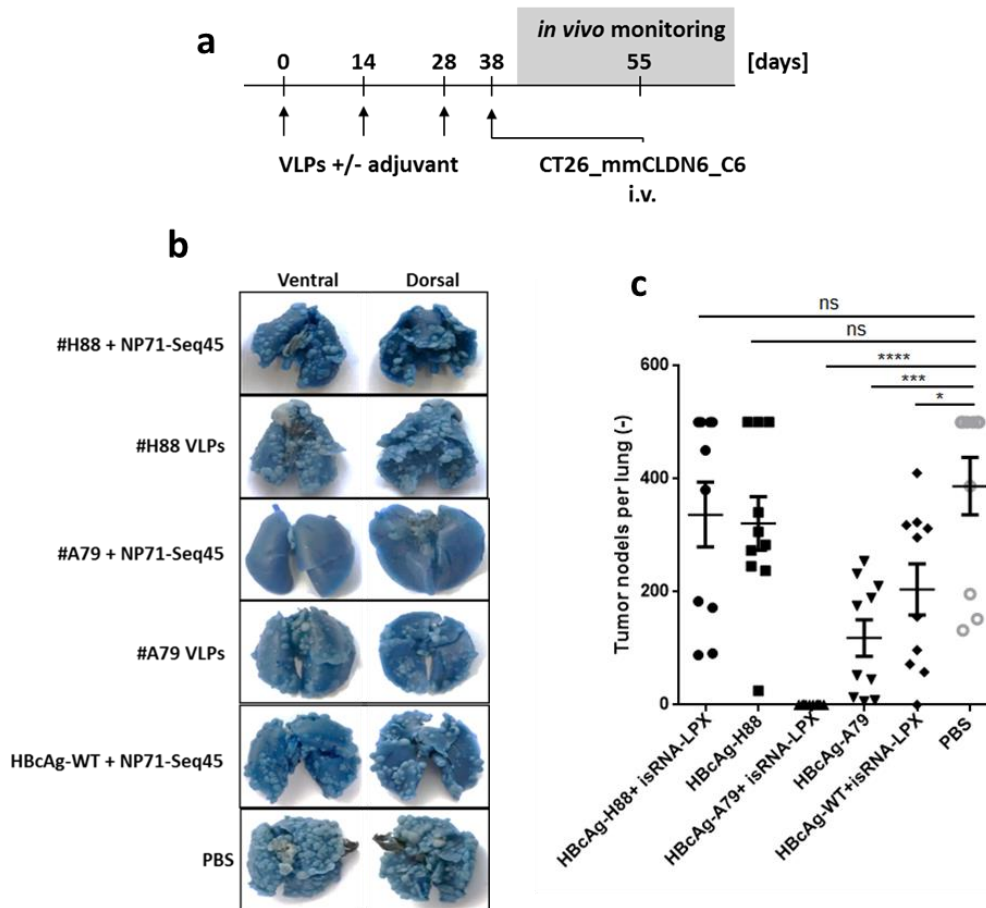 a
in vivo monitoring
0 14 28 38 55 [days]
VLPs +/- adjuvant
CT26_mmCLDN6_C6
i.v.
b
Ventral Dorsal
#H88 + NP71-Seq45
#H88 VLPs
#A79 + NP71-Seq45
#A79 VLPs
HBcAg-WT + NP71-Seq45
PBS
c
ns
ns
****
***
*
Tumor nodels per lung (-)
600
400
200
0
HBcAg-H88+ isRNA-LPX
HBcAg-H88
HBcAg-A79+ isRNA-LPX
HBcAg-A79
HBcAg-WT+isRNA-LPX
PBS